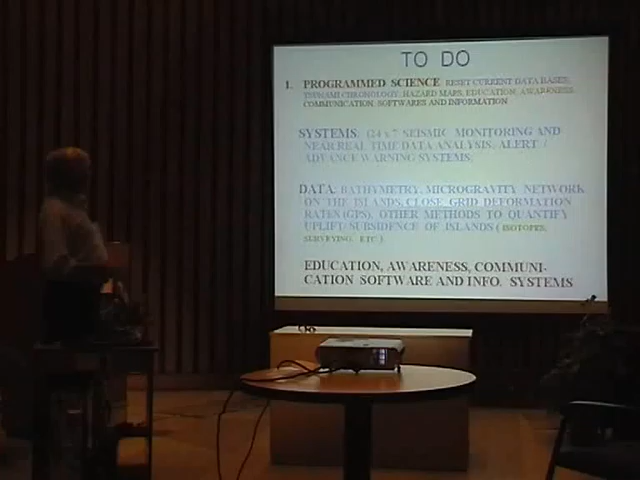 TO DO
1. PROGRAMMED SCIENCE RESET CURRENT DATA BASES,
TSUNAMI CHRONOLOGY, HAZARD MAPS, EDUCATION, AWARENESS,
COMMUNICATION, SOFTWARES AND INFORMATION
SYSTEMS. (24 x 7 SEISMIC MONITORING AND
NEAR REAL TIME DATA ANALYSIS, ALERT /
ADVANCE WARNING SYSTEMS.
DATA. BATHYMETRY, MICROGRAVITY NETWORK
ON THE ISLANDS, CLOSE GRID DEFORMATION
RATES (GPS), OTHER METHODS TO QUANTIFY
UPLIFT/SUBSIDENCE OF ISLANDS ( ISOTOPES,
SURVEYING, ETC.)
EDUCATION, AWARENESS, COMMUNI-
CATION SOFTWARE AND INFO. SYSTEMS